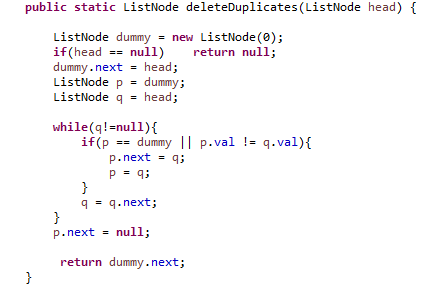 public static ListNode deleteDuplicates(ListNode head) {
ListNode dummy = new ListNode(0);
if(head == null)    return null;
dummy.next = head;
ListNode p = dummy;
ListNode q = head;
while(q!=null){
if(p == dummy || p.val != q.val){
p.next = q;
p = q;
}
q = q.next;
}
p.next = null;
return dummy.next;
}